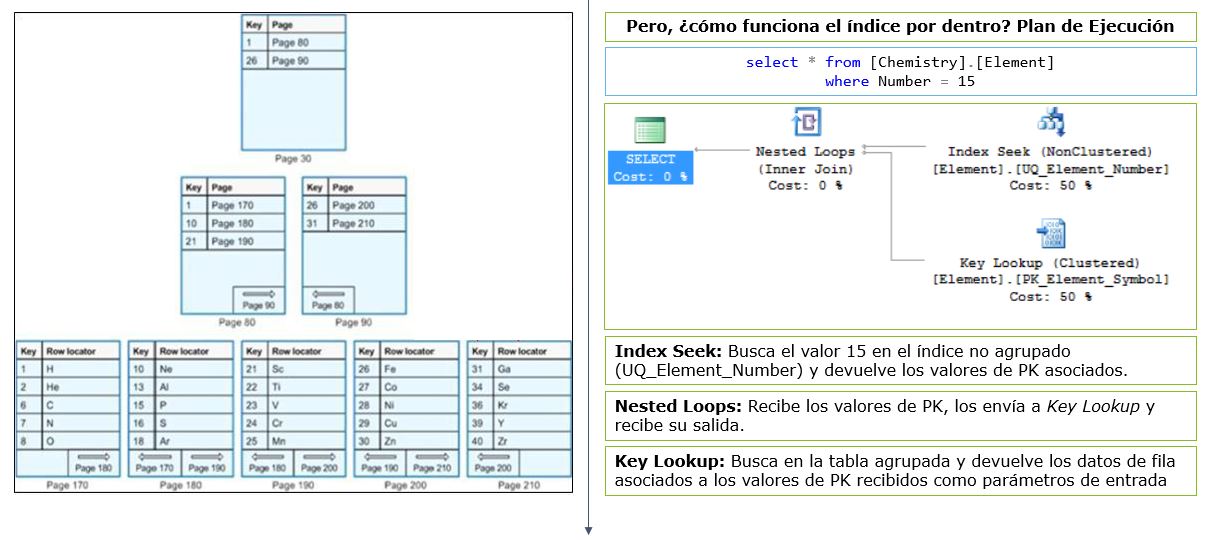 Key Page
1 Page 80
26 Page 90
Page 30
Key Page
1 Page 170
10 Page 180
21 Page 190
Page 90
Page 80
Key Page
26 Page 200
31 Page 210
Page 80
Page 90
Key Row locator
1 H
2 He
6 C
7 N
8 O
Page 180
Page 170
Key Row locator
10 Ne
13 Al
15 P
16 S
18 Ar
Page 170 Page 190
Page 180
Key Row locator
21 Sc
22 Ti
23 V
24 Cr
25 Mn
Page 180 Page 200
Page 190
Key Row locator
26 Fe
27 Co
28 Ni
29 Cu
30 Zn
Page 190 Page 210
Page 200
Key Row locator
31 Ga
34 Se
36 Kr
39 Y
40 Zr
Page 200
Page 210
Pero, ¿cómo funciona el índice por dentro? Plan de Ejecución
select * from [Chemistry].[Element]
where Number = 15
SELECT
Cost: 0 %
Nested Loops
(Inner Join)
Cost: 0 %
Index Seek (NonClustered)
[Element].[UQ_Element_Number]
Cost: 50 %
Key Lookup (Clustered)
[Element].[PK_Element_Symbol]
Cost: 50 %
Index Seek: Busca el valor 15 en el índice no agrupado
(UQ_Element_Number) y devuelve los valores de PK asociados.
Nested Loops: Recibe los valores de PK, los envía a Key Lookup y
recibe su salida.
Key Lookup: Busca en la tabla agrupada y devuelve los datos de fila
asociados a los valores de PK recibidos como parámetros de entrada